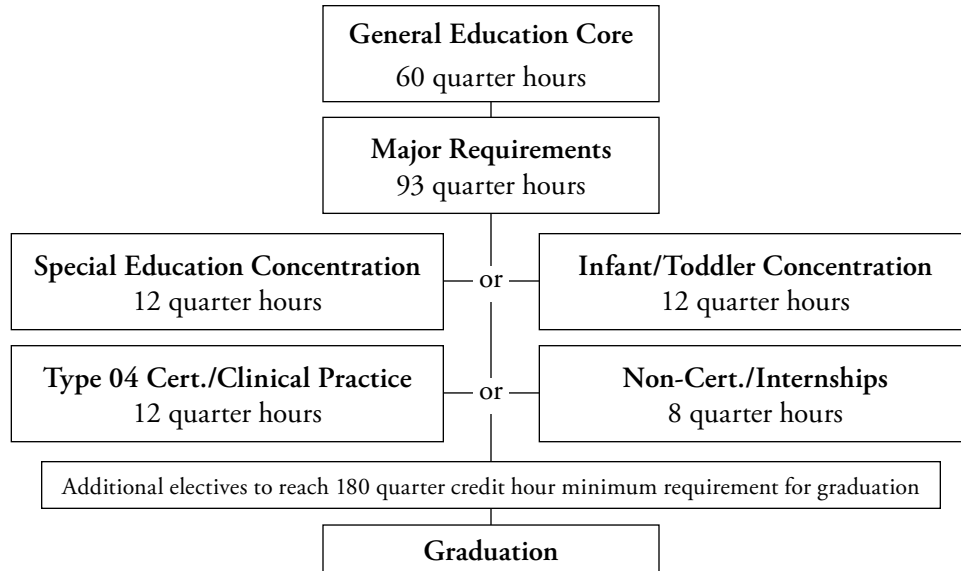 General Education Core
60 quarter hours
Major Requirements
93 quarter hours
Special Education Concentration
12 quarter hours
or
Infant/Toddler Concentration
12 quarter hours
Type 04 Cert./Clinical Practice
12 quarter hours
or
Non-Cert./Internships
8 quarter hours
Additional electives to reach 180 quarter credit hour minimum requirement for graduation
Graduation